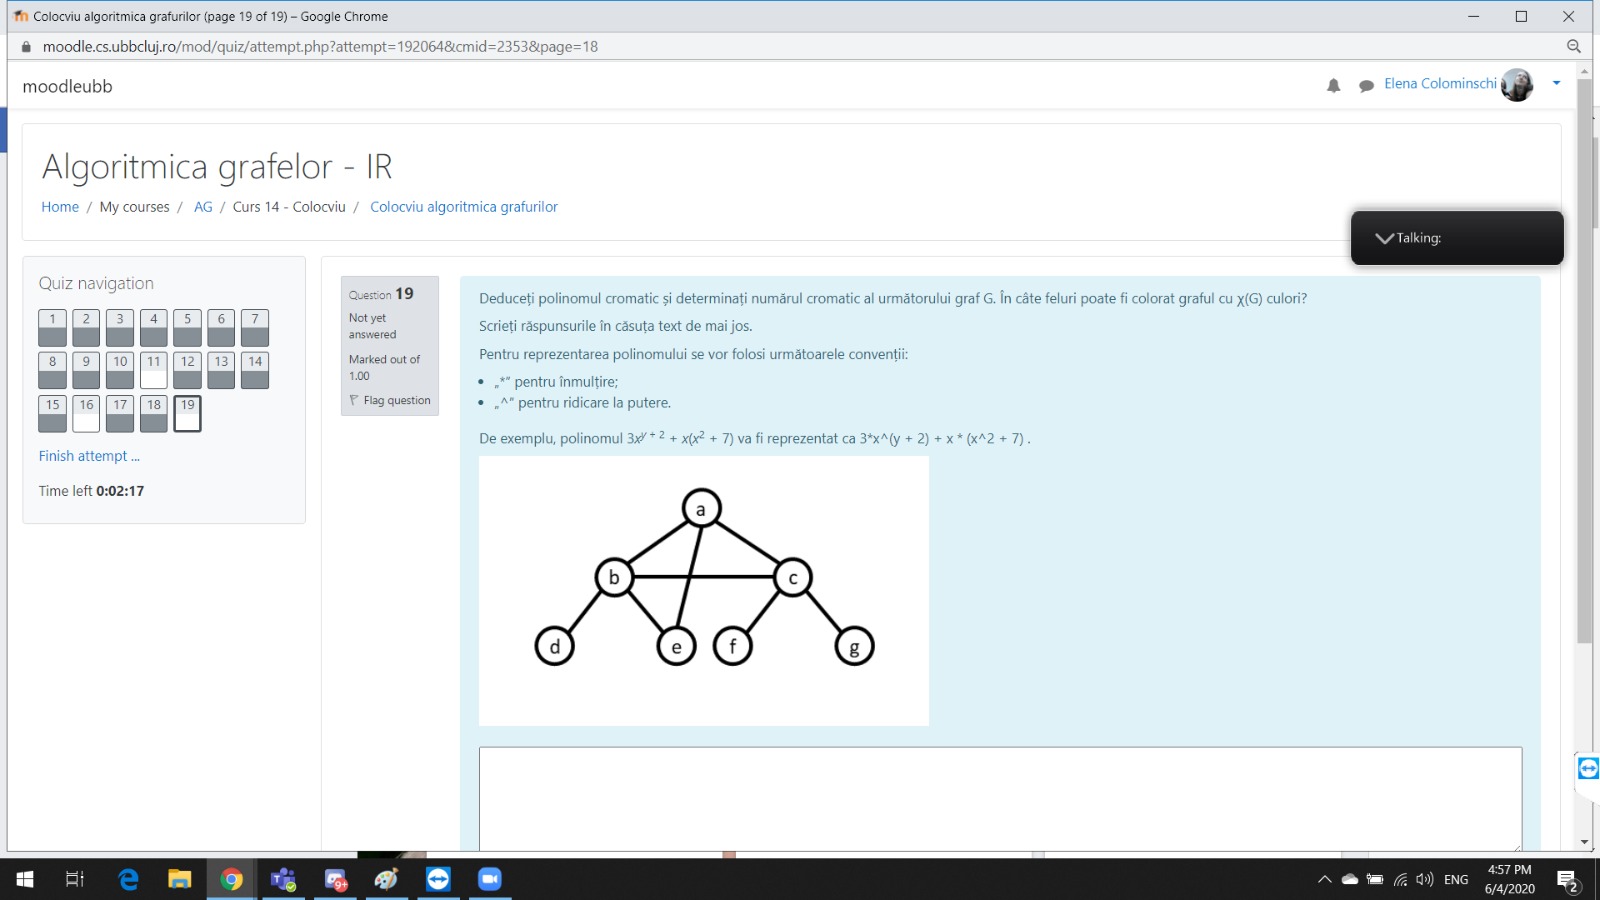 Colocviu algoritmica grafurilor (page 19 of 19) – Google Chrome
moodle.cs.ubbcluj.ro/mod/quiz/attempt.php?attempt=192064&cmid=2353&page=18
moodleubb
Elena Colominschi
Algoritmica grafelor - IR
Home / My courses / AG / Curs 14 - Colocviu / Colocviu algoritmica grafurilor
Talking:
Quiz navigation
1 2 3 4 5 6 7
8 9 10 11 12 13 14
15 16 17 18 19
Finish attempt ...
Time left 0:02:17
Question 19
Not yet
answered
Marked out of
1.00
Flag question
Deduceți polinomul cromatic și determinați numărul cromatic al următorului graf G. În câte feluri poate fi colorat graful cu χ(G) culori?
Scrieți răspunsurile în căsuța text de mai jos.
Pentru reprezentarea polinomului se vor folosi următoarele convenții:
• „*” pentru înmulțire;
• „^” pentru ridicare la putere.
De exemplu, polinomul 3x^y + 2 + x(x² + 7) va fi reprezentat ca 3*x^(y + 2) + x * (x^2 + 7) .
a
b c
d e f g
9+
ENG
4:57 PM
6/4/2020
2